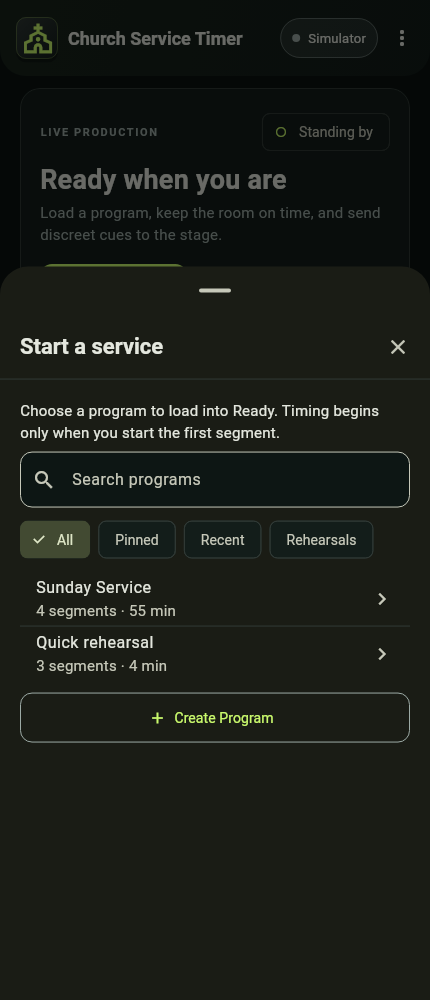 Church Service Timer
Simulator
LIVE PRODUCTION
Standing by
Ready when you are
Load a program, keep the room on time, and send
discreet cues to the stage.
Start a service
Choose a program to load into Ready. Timing begins
only when you start the first segment.
Search programs
All
Pinned
Recent
Rehearsals
Sunday Service
4 segments · 55 min
Quick rehearsal
3 segments · 4 min
Create Program